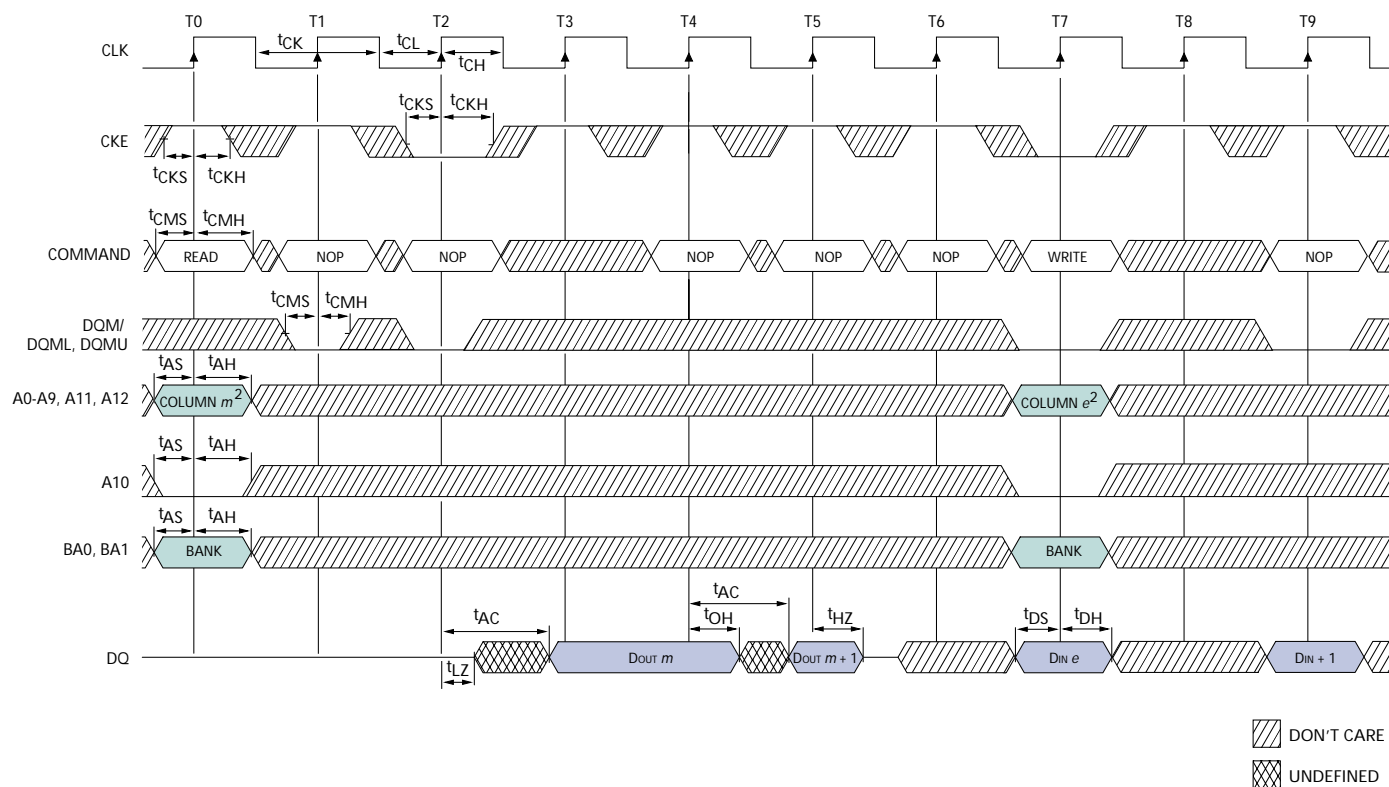 T0 T1 T2 T3 T4 T5 T6 T7 T8 T9
CLK
tCK tCL
tCH
tCKS tCKH
CKE
tCKS tCKH
tCMS tCMH
COMMAND READ NOP NOP NOP NOP NOP WRITE NOP
tCMS tCMH
DQM/
DQML, DQMU
tAS tAH
A0-A9, A11, A12 COLUMN m2 COLUMN e2
tAS tAH
A10
tAS tAH
BA0, BA1 BANK BANK
tAC
tAC tOH tHZ tDS tDH
DQ DOUT m DOUT m + 1 DIN e DIN + 1
tLZ
DON'T CARE
UNDEFINED